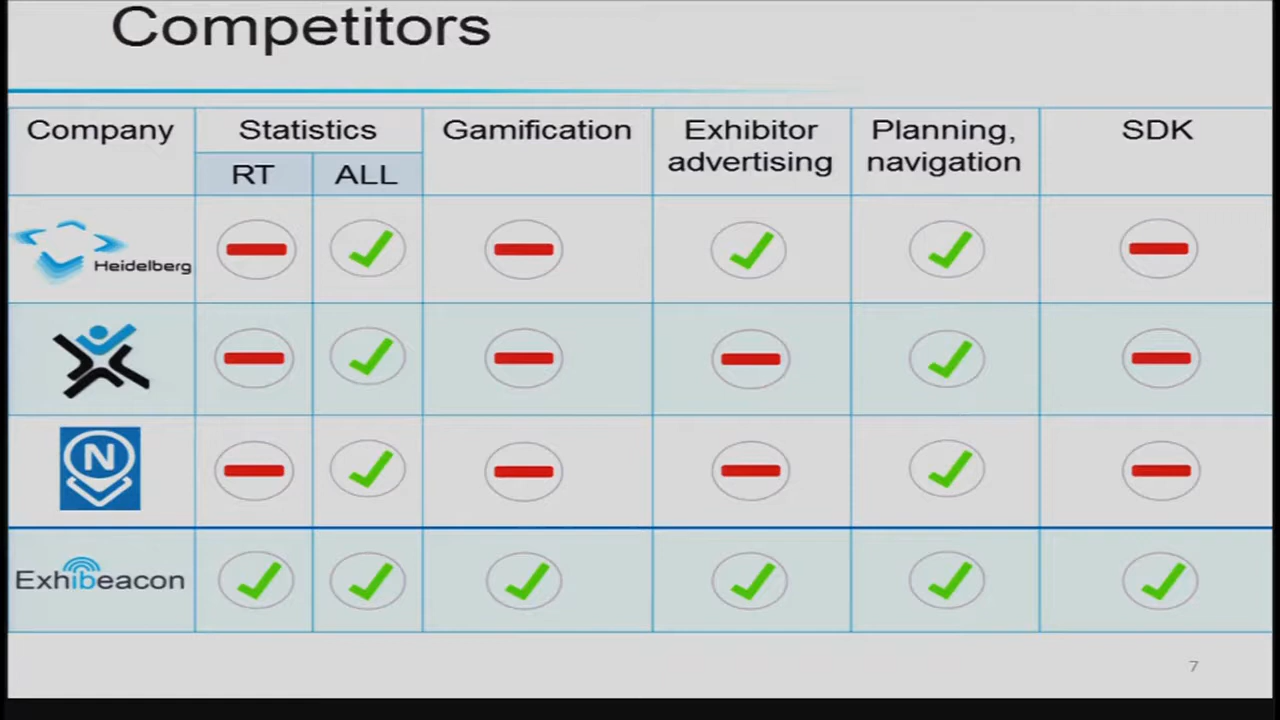 Competitors
Company
Statistics
Gamification
Exhibitor
advertising
Planning,
navigation
SDK
RT
ALL
Heidelberg
N
Exhibeacon
7